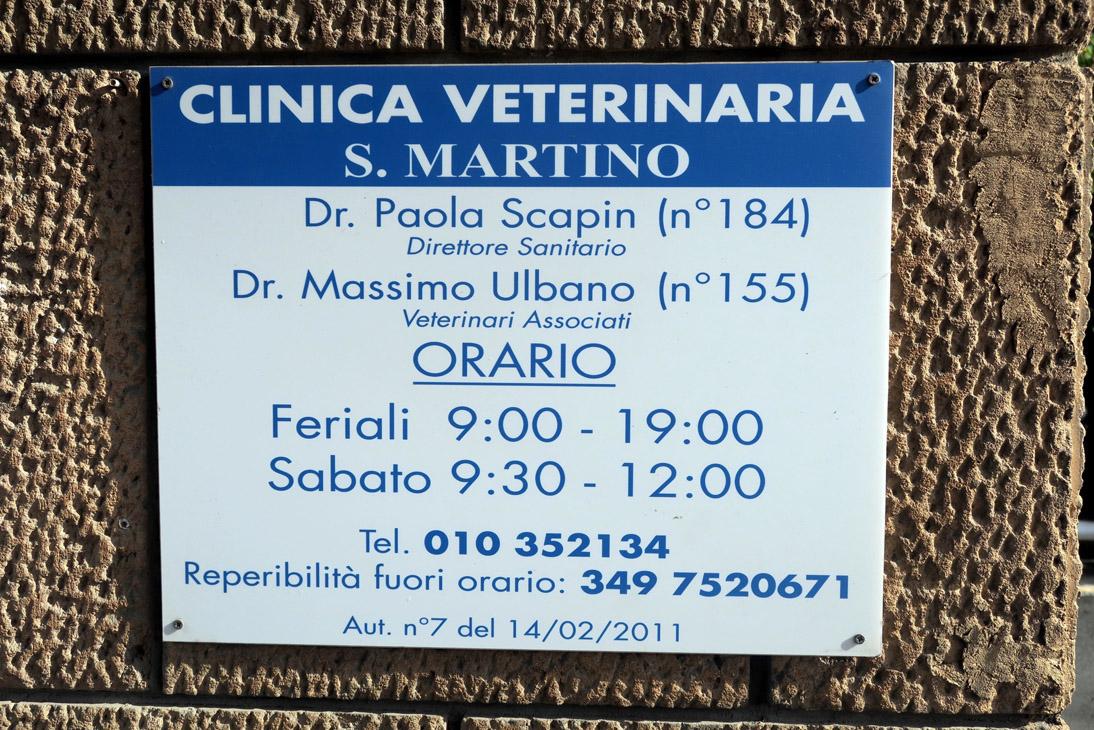 CLINICA VETERINARIA
S. MARTINO
Dr. Paola Scapin (n°184)
Direttore Sanitario
Dr. Massimo Ulbano (n°155)
Veterinari Associati
ORARIO
Feriali 9:00 - 19:00
Sabato 9:30 - 12:00
Tel. 010 352134
Reperibilità fuori orario: 349 7520671
Aut. n°7 del 14/02/2011